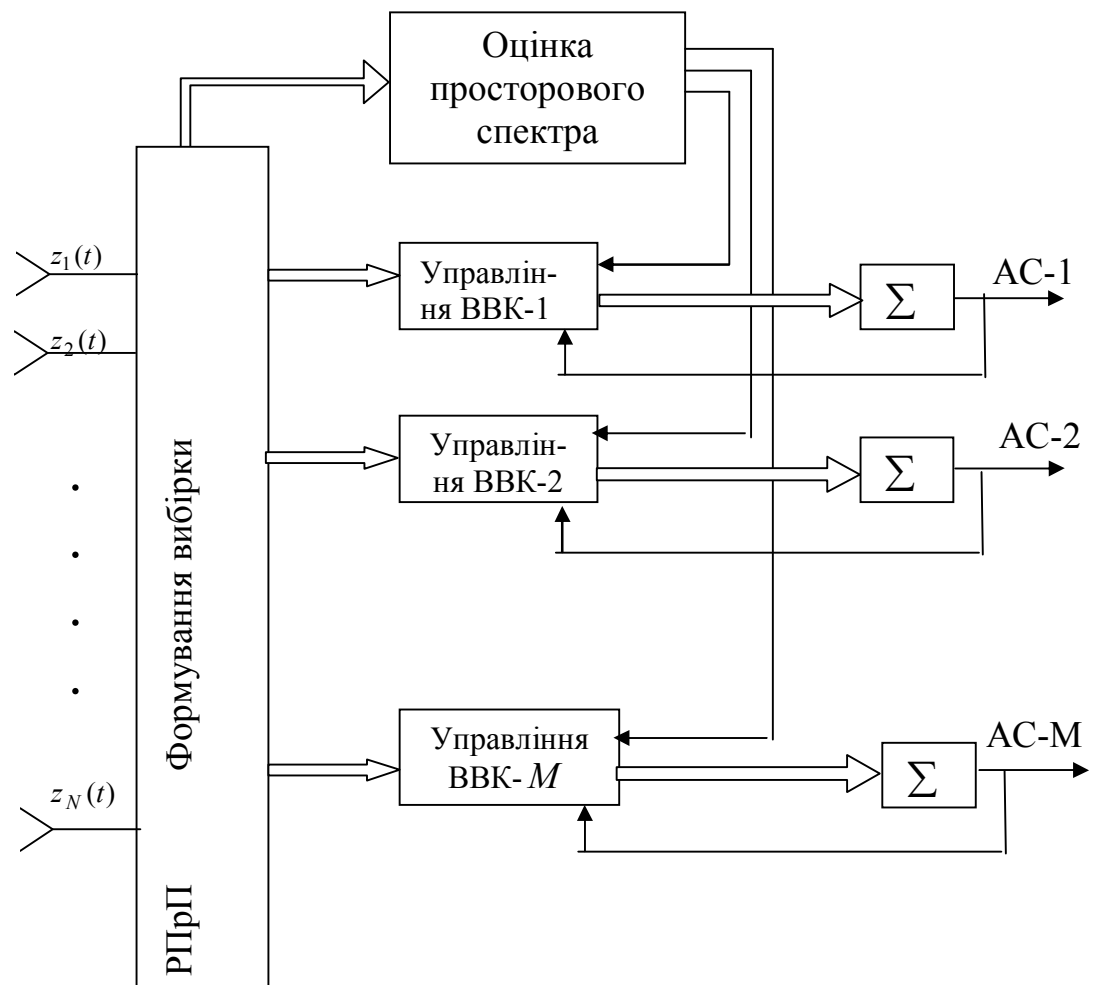 Оцінка
просторового
спектра
z₁(t)
Управлін-
ня ВВК-1
Σ
АС-1
z₂(t)
Управлін-
ня ВВК-2
Σ
АС-2
Формування вибірки
Управління
ВВК-M
Σ
АС-М
z_N(t)
РПрП